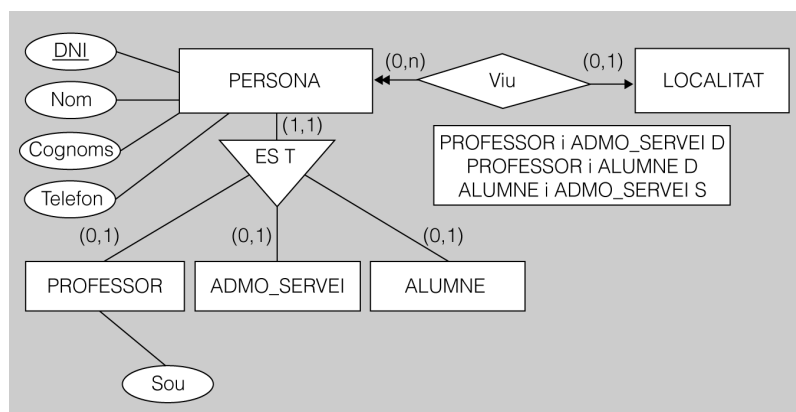 DNI
Nom
Cognoms
Telefon
PERSONA
(0,n)
Viu
(0,1)
LOCALITAT
PROFESSOR i ADMO_SERVEI D
PROFESSOR i ALUMNE D
ALUMNE i ADMO_SERVEI S
(1,1)
ES T
(0,1)
(0,1)
(0,1)
PROFESSOR
ADMO_SERVEI
ALUMNE
Sou